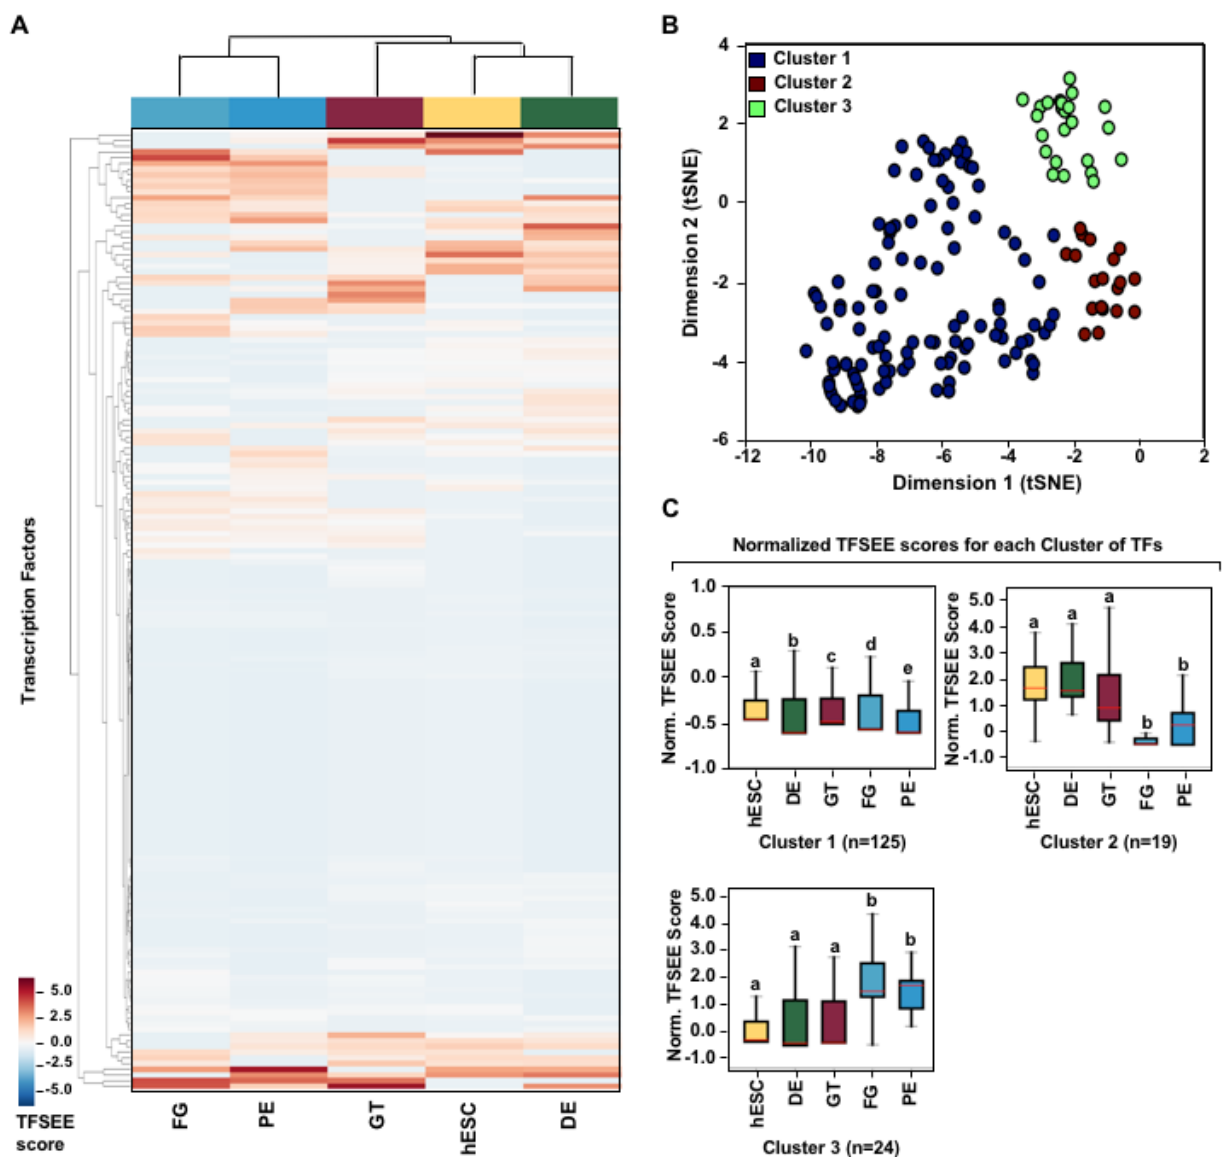 A
Transcription Factors
5.0
2.5
0.0
-2.5
-5.0
TFSEE
score
FG
PE
GT
hESC
DE
B
Cluster 1
Cluster 2
Cluster 3
Dimension 2 (tSNE)
4
2
0
-2
-4
-6
-12
-10
-8
-6
-4
-2
0
2
Dimension 1 (tSNE)
C
Normalized TFSEE scores for each Cluster of TFs
Norm. TFSEE Score
1.0
0.5
0.0
-0.5
-1.0
a
b
c
d
e
hESC
DE
GT
FG
PE
Cluster 1 (n=125)
Norm. TFSEE Score
5.0
4.0
3.0
2.0
1.0
0
-1.0
a
a
a
b
b
hESC
DE
GT
FG
PE
Cluster 2 (n=19)
Norm. TFSEE Score
5.0
4.0
3.0
2.0
1.0
0.0
-1.0
a
a
a
b
b
hESC
DE
GT
FG
PE
Cluster 3 (n=24)